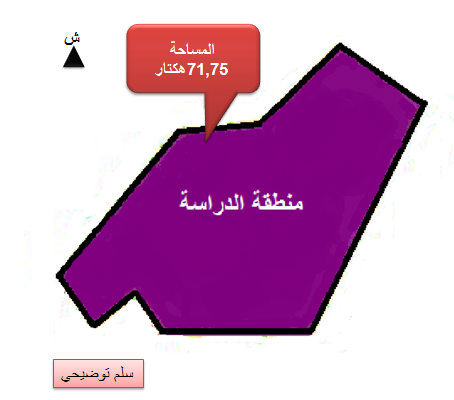 ش
المساحة
71,75هكتار
منطقة الدراسة
سلم توضيحي